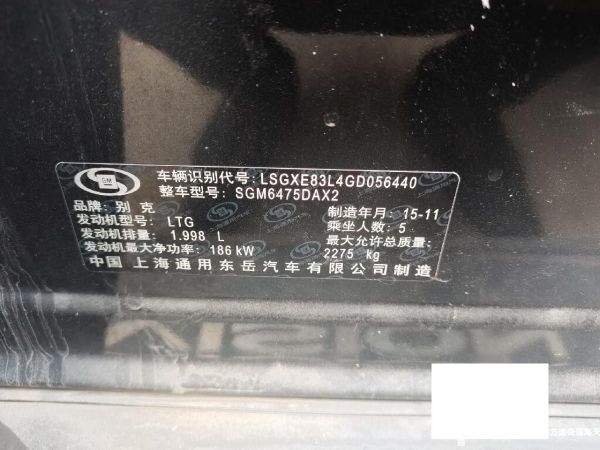 车辆识别代号: LSGXE83L4GD056440
整车型号: SGM6475DAX2
品牌: 别 克
制造年月: 15-11
发动机型号: LTG
乘坐人数: 5
发动机排量: 1.998 L
最大允许总质量:
发动机最大净功率: 186 kW
2275 kg
中国 上海通用东岳汽车有限公司制造
GM